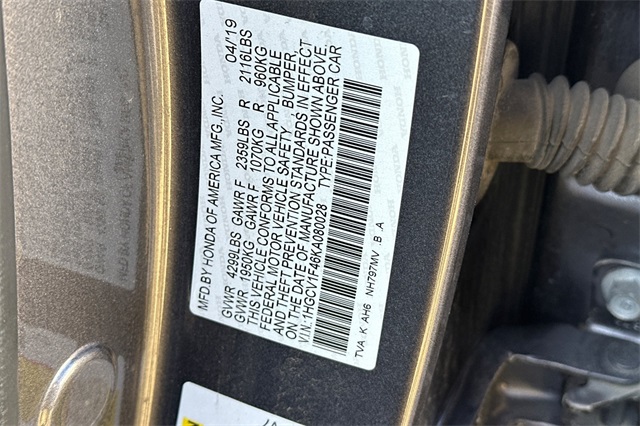 MFD.BY HONDA OF AMERICA MFG., INC. 04/19
GVWR 4299LBS GAWR F 2359LBS R 2116LBS
GVWR 1950KG GAWR F 1070KG R 960KG
THIS VEHICLE CONFORMS TO ALL APPLICABLE
FEDERAL MOTOR VEHICLE SAFETY, BUMPER,
AND THEFT PREVENTION STANDARDS IN EFFECT
ON THE DATE OF MANUFACTURE SHOWN ABOVE.
V.I.N: 1HGCV1F46KA080028 TYPE:PASSENGER CAR
TVA K AH6 NH797MV B A